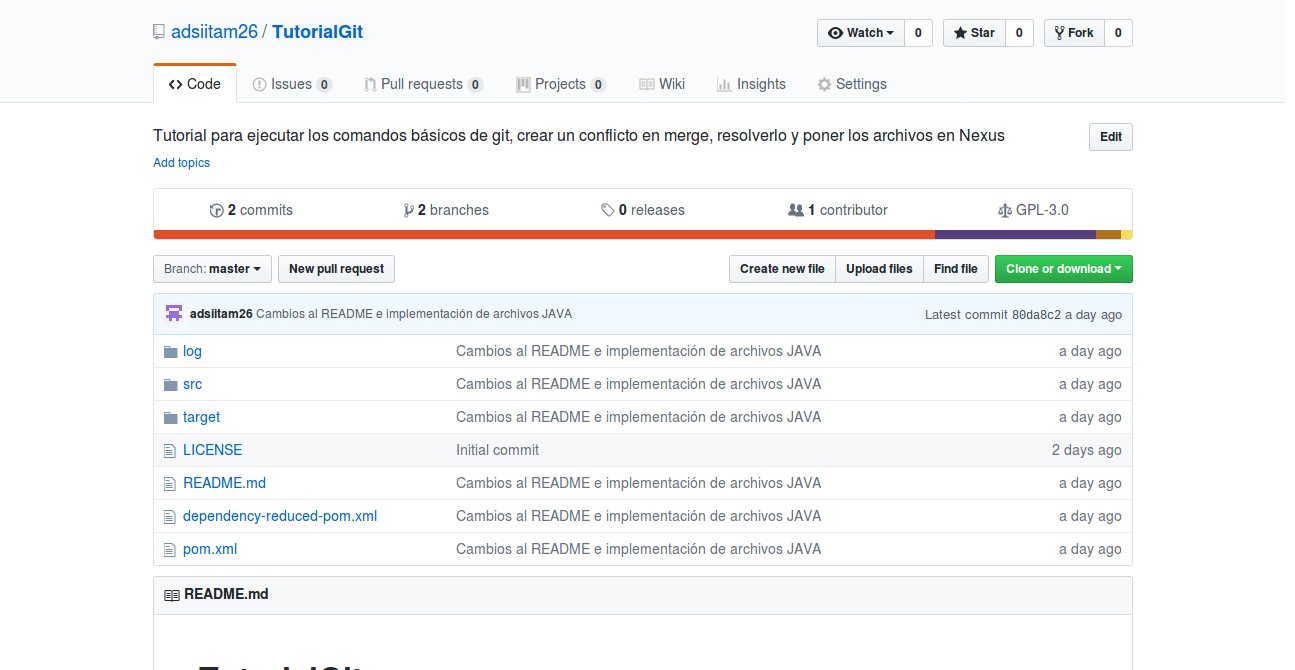 adsiitam26 / TutorialGit
Watch 0 Star 0 Fork 0
Code Issues 0 Pull requests 0 Projects 0 Wiki Insights Settings
Tutorial para ejecutar los comandos básicos de git, crear un conflicto en merge, resolverlo y poner los archivos en Nexus Edit
Add topics
2 commits 2 branches 0 releases 1 contributor GPL-3.0
Branch: master New pull request Create new file Upload files Find file Clone or download
adsiitam26 Cambios al README e implementación de archivos JAVA Latest commit 80da8c2 a day ago
log Cambios al README e implementación de archivos JAVA a day ago
src Cambios al README e implementación de archivos JAVA a day ago
target Cambios al README e implementación de archivos JAVA a day ago
LICENSE Initial commit 2 days ago
README.md Cambios al README e implementación de archivos JAVA a day ago
dependency-reduced-pom.xml Cambios al README e implementación de archivos JAVA a day ago
pom.xml Cambios al README e implementación de archivos JAVA a day ago
README.md
TutorialGit